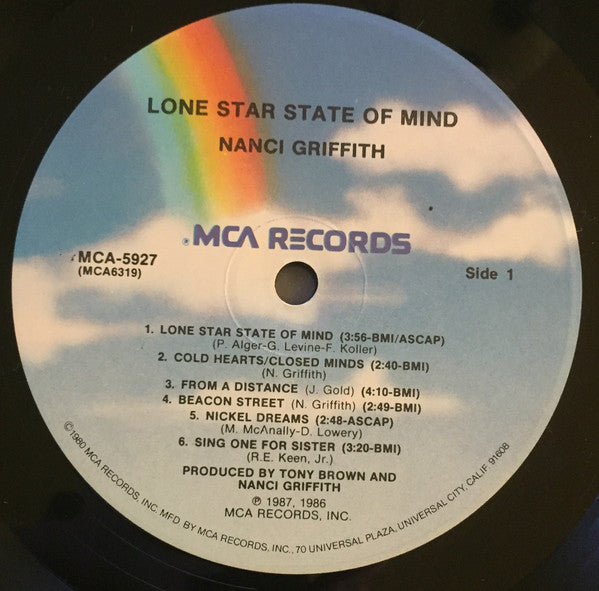 LONE STAR STATE OF MIND
NANCI GRIFFITH
MCA RECORDS
MCA-5927
(MCA6319)
Side 1
1. LONE STAR STATE OF MIND (3:56-BMI/ASCAP)
(P. Alger-G. Levine-F. Koller)
2. COLD HEARTS/CLOSED MINDS (2:40-BMI)
(N. Griffith)
3. FROM A DISTANCE (J. Gold) (4:10-BMI)
4. BEACON STREET (N. Griffith) (2:49-BMI)
5. NICKEL DREAMS (2:48-ASCAP)
(M. McAnally-D. Lowery)
6. SING ONE FOR SISTER (3:20-BMI)
(R.E. Keen, Jr.)
PRODUCED BY TONY BROWN AND
NANCI GRIFFITH
℗ 1987, 1986
MCA RECORDS, INC.
©1980 MCA RECORDS, INC. MFD BY MCA RECORDS, INC., 70 UNIVERSAL PLAZA, UNIVERSAL CITY, CALIF. 91608